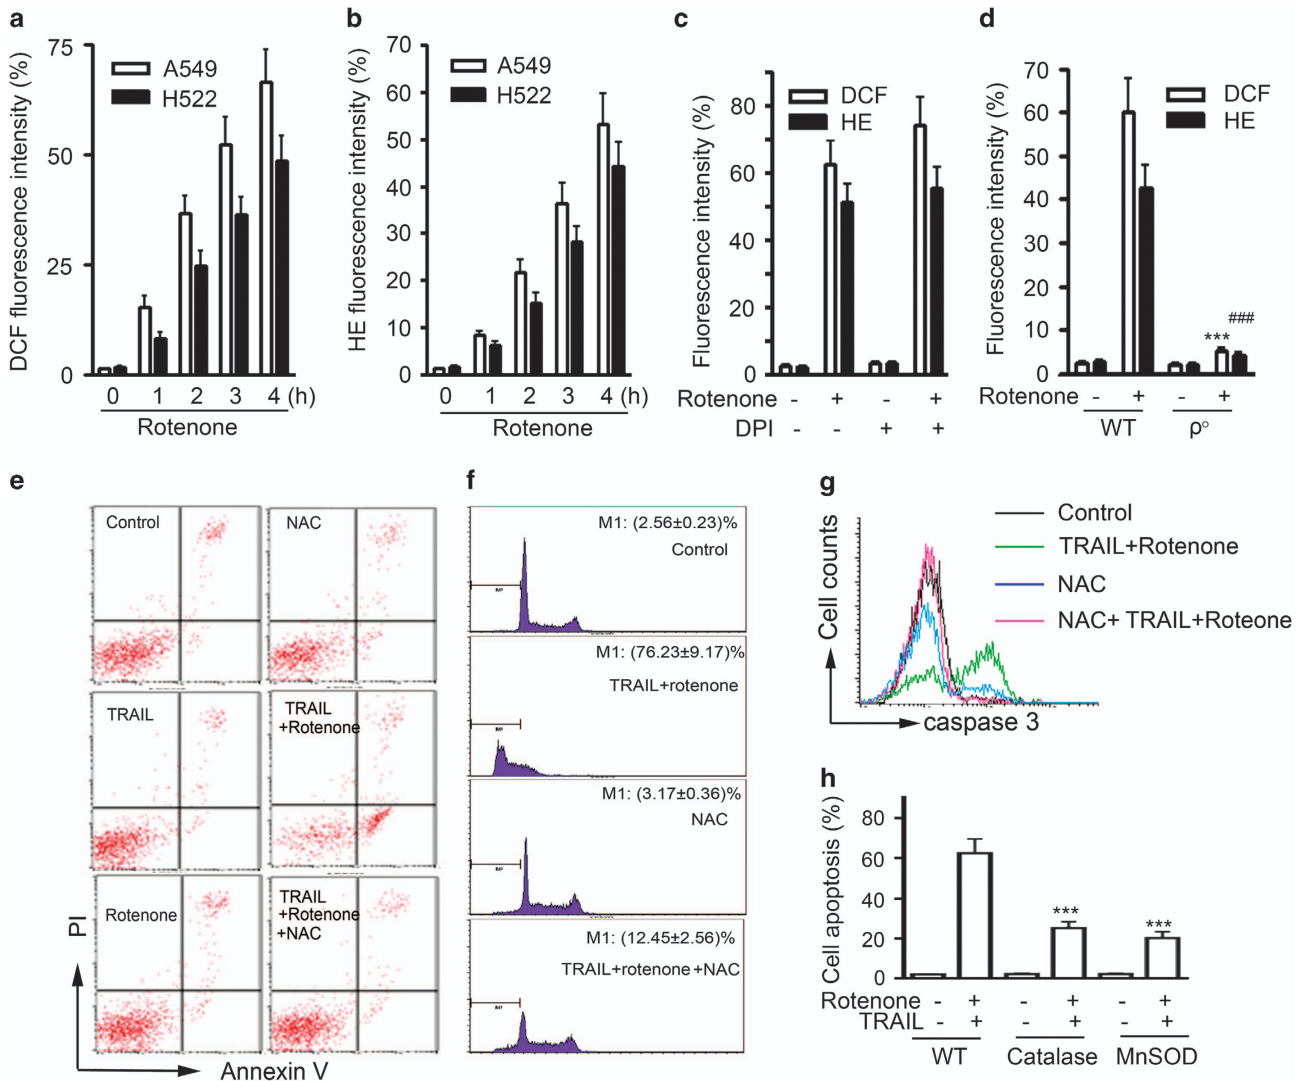 a
75
50
25
0
DCF fluorescence intensity (%)
A549
H522
0 1 2 3 4 (h)
Rotenone
b
70
60
50
40
30
20
10
0
HE fluorescence intensity (%)
A549
H522
0 1 2 3 4 (h)
Rotenone
c
80
60
40
20
0
Fluorescence intensity (%)
DCF
HE
Rotenone - + - +
DPI - - + +
d
70
60
50
40
30
20
10
0
Fluorescence intensity (%)
DCF
HE
***
###
Rotenone - + - +
WT ρ°
e
Control
NAC
TRAIL
TRAIL
+Rotenone
Rotenone
TRAIL
+Rotenone
+NAC
PI
Annexin V
f
M1: (2.56±0.23)%
Control
M1: (76.23±9.17)%
TRAIL+rotenone
M1: (3.17±0.36)%
NAC
M1: (12.45±2.56)%
TRAIL+rotenone+NAC
g
Cell counts
caspase 3
Control
TRAIL+Rotenone
NAC
NAC+ TRAIL+Roteone
h
80
60
40
20
0
Cell apoptosis (%)
***
***
Rotenone - + - + - +
TRAIL - + - + - +
WT Catalase MnSOD